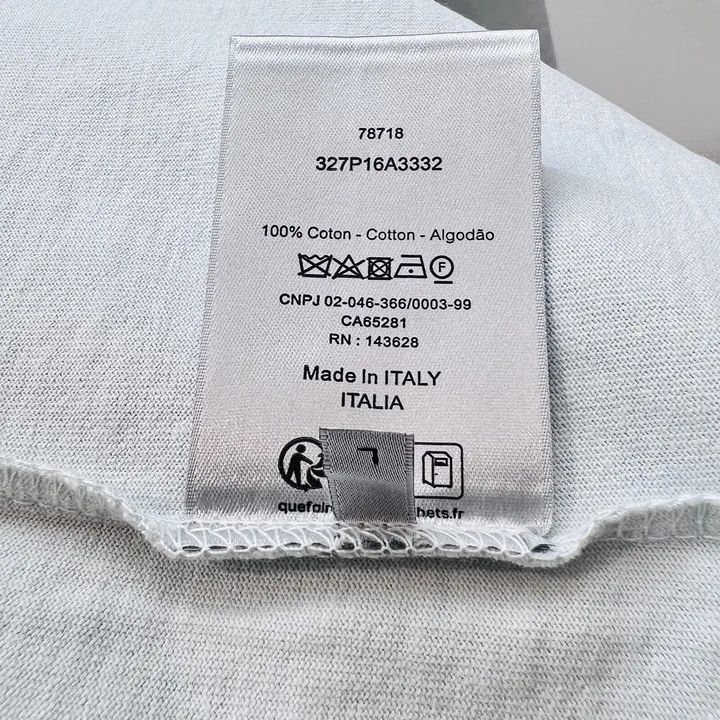 78718
327P16A3332
100% Coton - Cotton - Algodão
F
CNPJ 02-046-366/0003-99
CA65281
RN : 143628
Made In ITALY
ITALIA
L